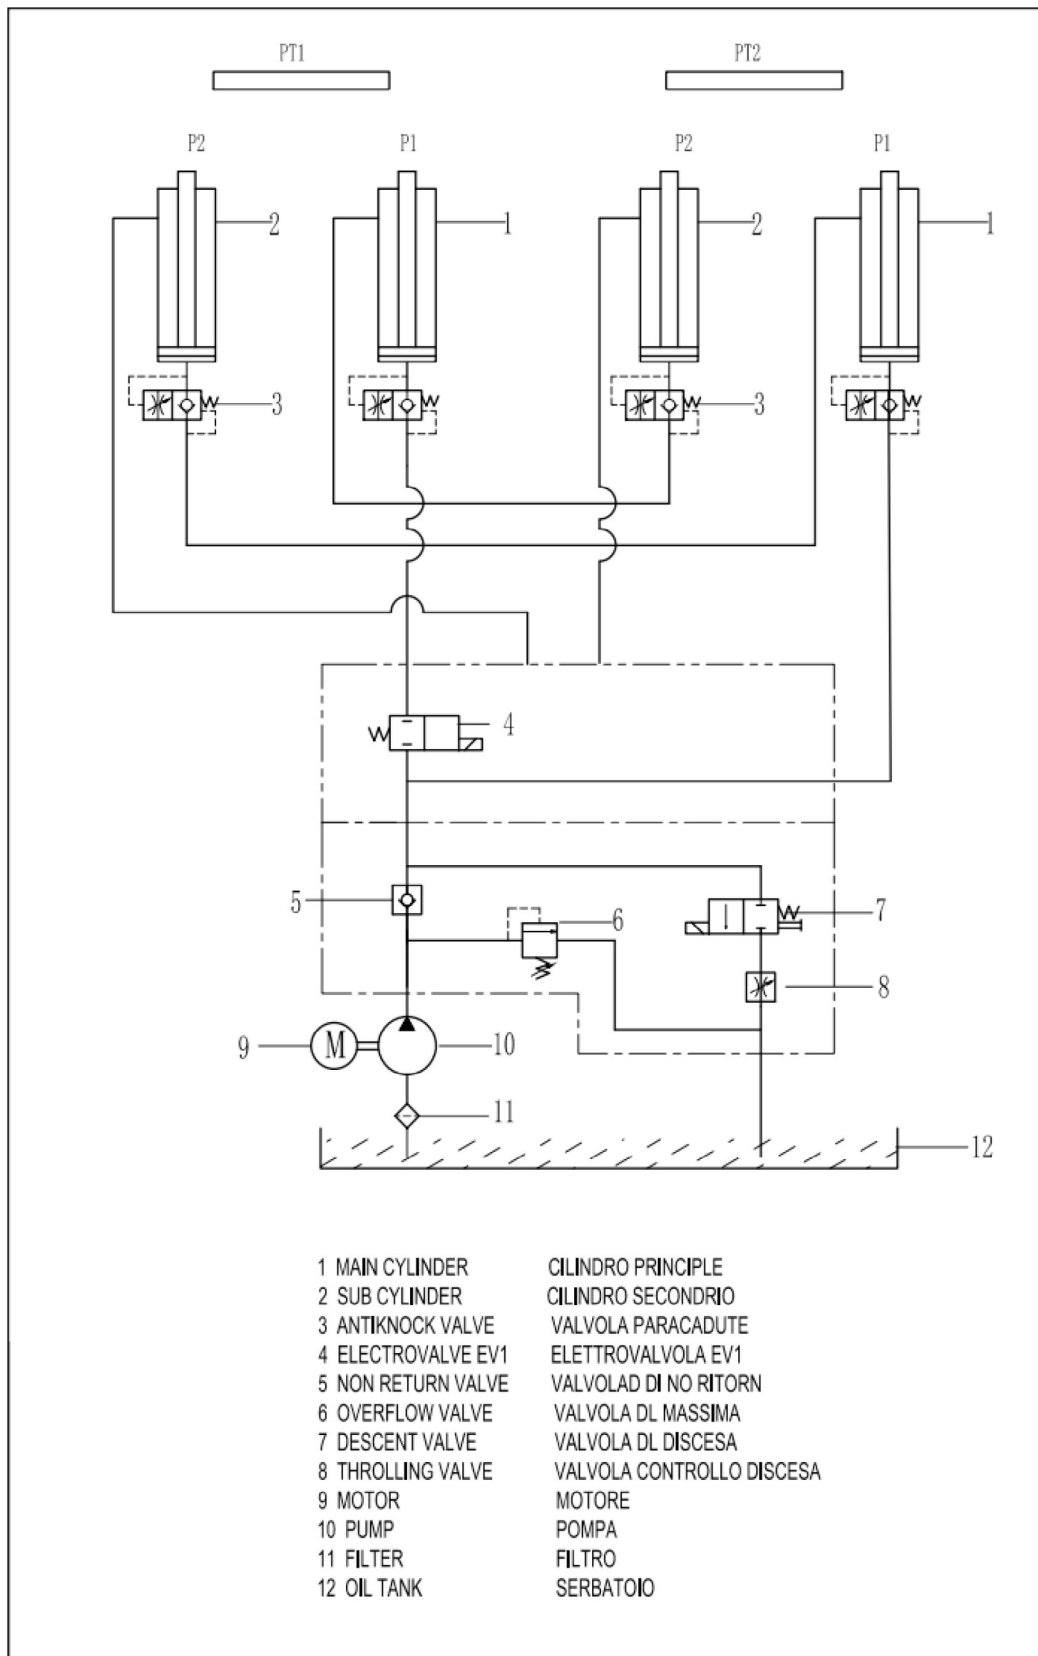 PT1 PT2
P2 P1 P2 P1
2 1 2 1
3 3
4
5 6 7
8
9 M 10
11
12
1 MAIN CYLINDER CILINDRO PRINCIPLE
2 SUB CYLINDER CILINDRO SECONDRIO
3 ANTIKNOCK VALVE VALVOLA PARACADUTE
4 ELECTROVALVE EV1 ELETTROVALVOLA EV1
5 NON RETURN VALVE VALVOLAD DI NO RITORN
6 OVERFLOW VALVE VALVOLA DL MASSIMA
7 DESCENT VALVE VALVOLA DL DISCESA
8 THROLLING VALVE VALVOLA CONTROLLO DISCESA
9 MOTOR MOTORE
10 PUMP POMPA
11 FILTER FILTRO
12 OIL TANK SERBATOIO